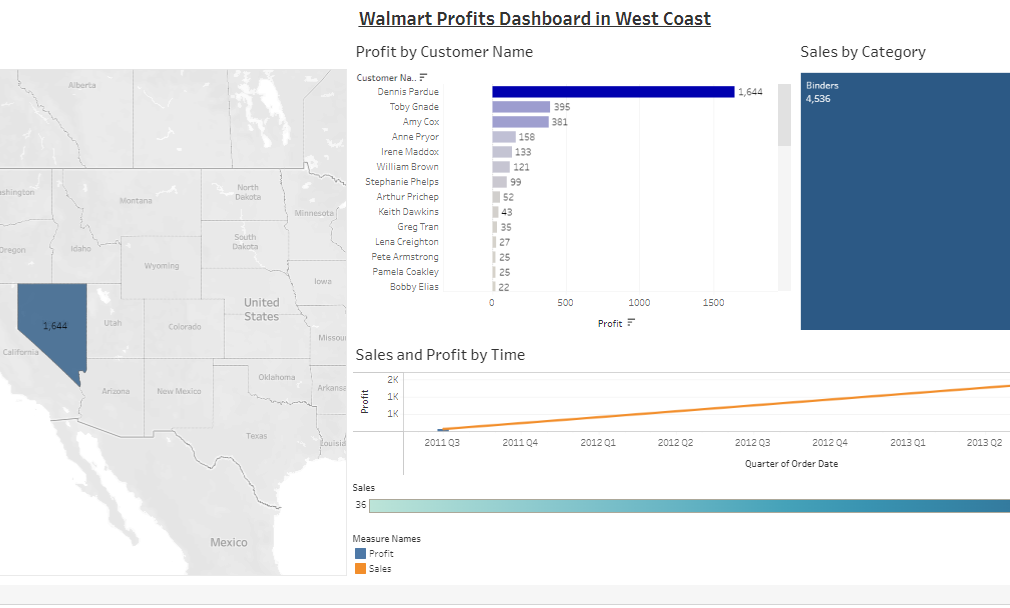 Walmart Profits Dashboard in West Coast
Profit by Customer Name
Sales by Category
Customer Na..
Dennis Pardue 1,644
Toby Gnade 395
Amy Cox 381
Anne Pryor 158
Irene Maddox 133
William Brown 121
Stephanie Phelps 99
Arthur Prichep 52
Keith Dawkins 43
Greg Tran 35
Lena Creighton 27
Pete Armstrong 25
Pamela Coakley 25
Bobby Elias 22
0 500 1000 1500
Profit
Binders
4,536
Alberta
ashington
Montana
North
Dakota
Minnesota
Oregon
Idaho
South
Dakota
Wyoming
Iowa
United
States
1,644
Utah
Colorado
Missou
California
Arizona
New Mexico
Oklahoma
Arkansa
Texas
Louisia
Mexico
Sales and Profit by Time
Profit
2K
1K
1K
2011 Q3 2011 Q4 2012 Q1 2012 Q2 2012 Q3 2012 Q4 2013 Q1 2013 Q2
Quarter of Order Date
Sales
36
Measure Names
Profit
Sales